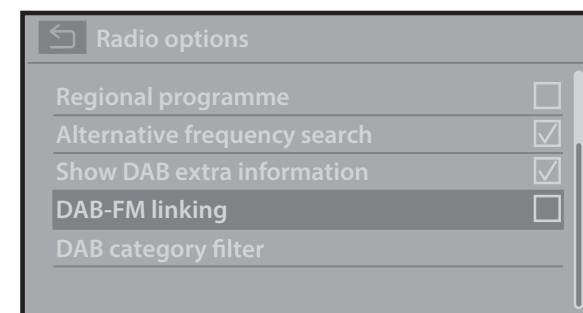 Radio options
Regional programme
Alternative frequency search
Show DAB extra information
DAB-FM linking
DAB category filter